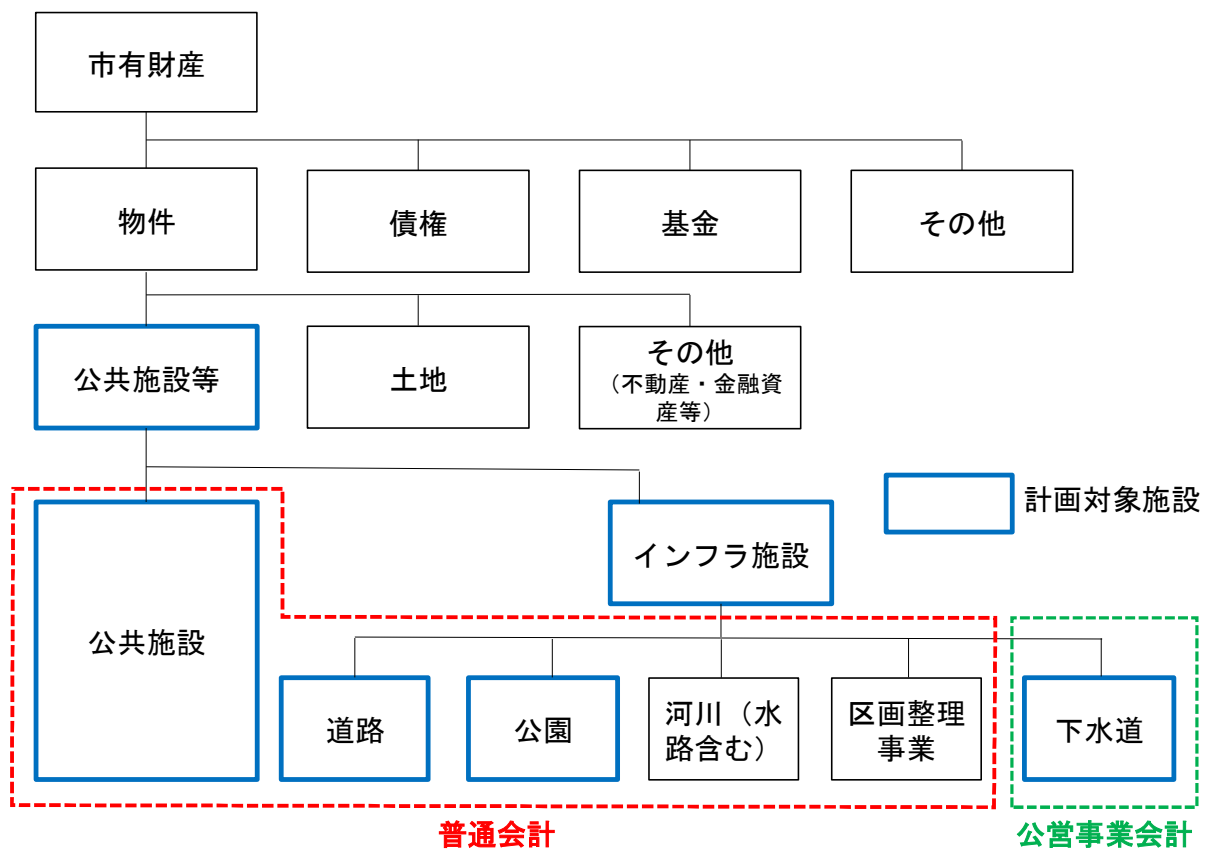 市有財産
物件
債権
基金
その他
公共施設等
土地
その他
（不動産・金融資
産等）
計画対象施設
インフラ施設
公共施設
道路
公園
河川（水
路含む）
区画整理
事業
下水道
普通会計
公営事業会計